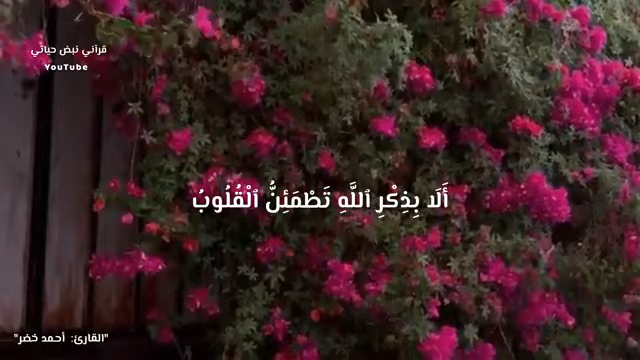 قرآني نبض حياتي
YouTube
أَلَا بِذِكْرِ ٱللَّهِ تَطْمَئِنُّ ٱلْقُلُوبُ
"القارئ: أحمد خضر"